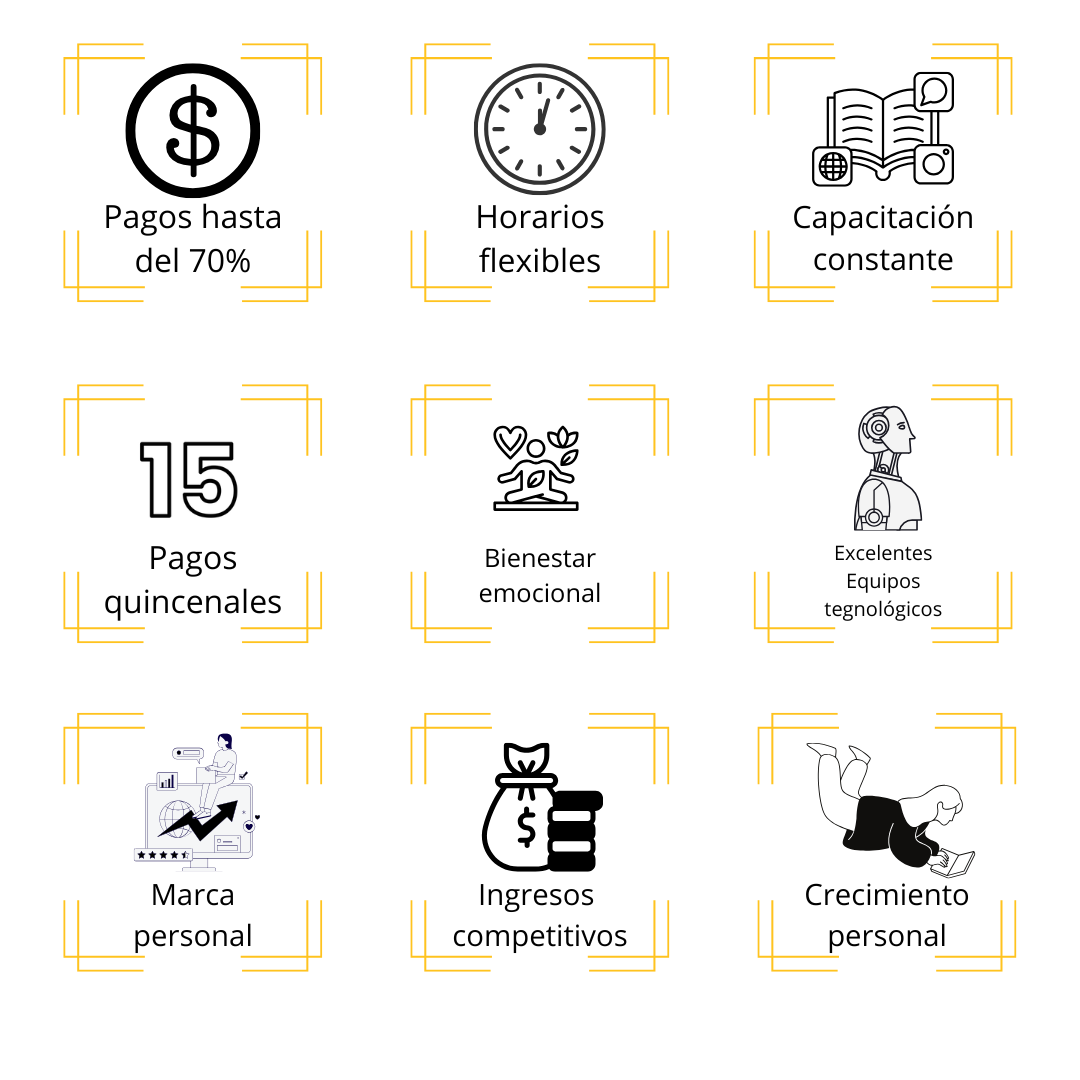 Pagos hasta
del 70%
Horarios
flexibles
Capacitación
constante
15
Pagos
quincenales
Bienestar
emocional
Excelentes
Equipos
tegnológicos
Marca
personal
Ingresos
competitivos
Crecimiento
personal